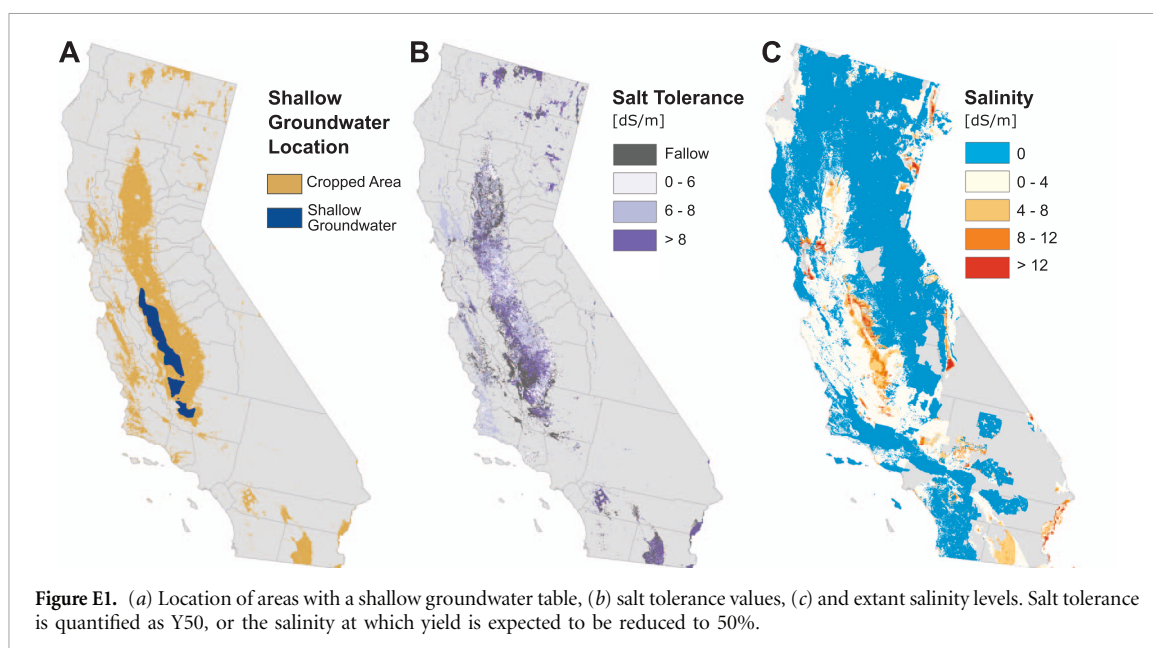 A
Shallow
Groundwater
Location
Cropped Area
Shallow
Groundwater
B
Salt Tolerance
[dS/m]
Fallow
0 - 6
6 - 8
> 8
C
Salinity
[dS/m]
0
0 - 4
4 - 8
8 - 12
> 12
Figure E1. (a) Location of areas with a shallow groundwater table, (b) salt tolerance values, (c) and extant salinity levels. Salt tolerance
is quantified as Y50, or the salinity at which yield is expected to be reduced to 50%.